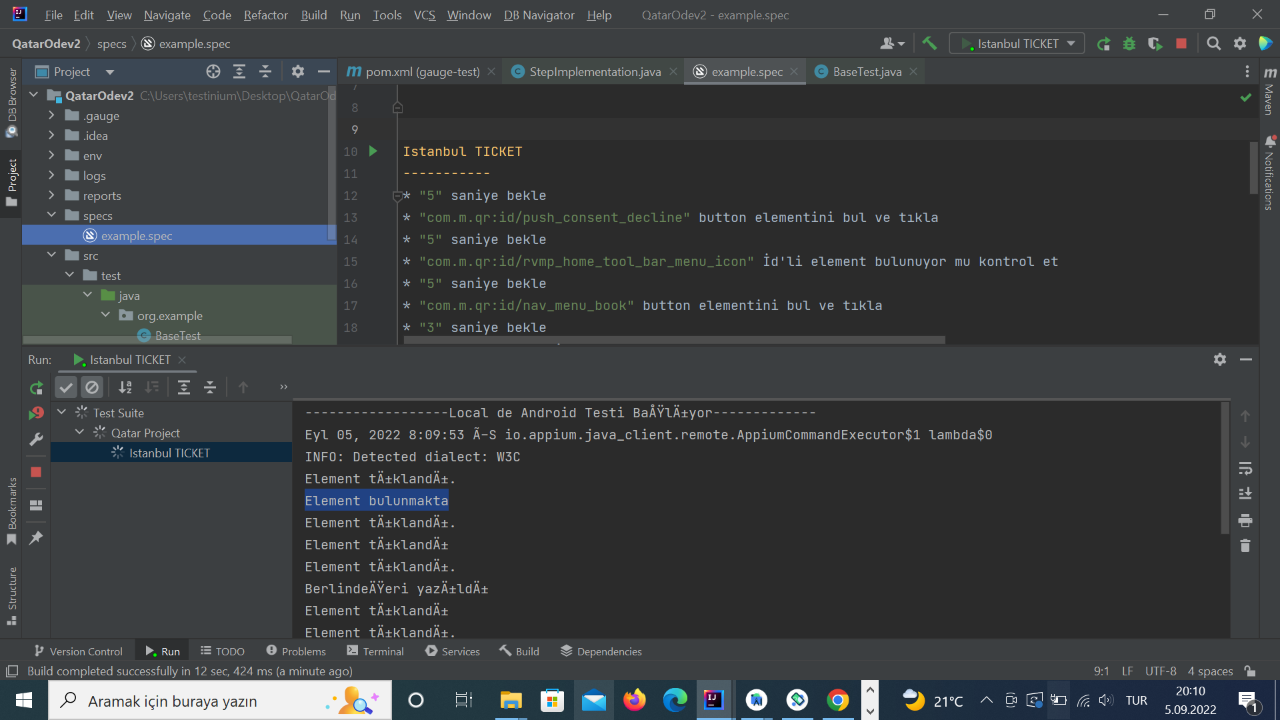 File Edit View Navigate Code Refactor Build Run Tools VCS Window DB Navigator Help QatarOdev2 - example.spec
QatarOdev2 specs example.spec
Istanbul TICKET
DB Browser
Project
Project
QatarOdev2 C:\Users\testinium\Desktop\QatarOd
.gauge
.idea
env
logs
reports
specs
example.spec
src
test
java
org.example
BaseTest
pom.xml (gauge-test) StepImplementation.java example.spec BaseTest.java
7
8
9
10 Istanbul TICKET
11 -----------
12 * "5" saniye bekle
13 * "com.m.qr:id/push_consent_decline" button elementini bul ve tıkla
14 * "5" saniye bekle
15 * "com.m.qr:id/rvmp_home_tool_bar_menu_icon" İd'li element bulunuyor mu kontrol et
16 * "5" saniye bekle
17 * "com.m.qr:id/nav_menu_book" button elementini bul ve tıkla
18 * "3" saniye bekle
Maven
Notifications
Run: Istanbul TICKET
Test Suite
Qatar Project
Istanbul TICKET
------------------Local de Android Testi BaÅŸlÄ±yor-------------
Eyl 05, 2022 8:09:53 Ã–S io.appium.java_client.remote.AppiumCommandExecutor$1 lambda$0
INFO: Detected dialect: W3C
Element tÄ±klandÄ±.
Element bulunmakta
Element tÄ±klandÄ±.
Element tÄ±klandÄ±
Element tÄ±klandÄ±.
BerlindeÄŸeri yazÄ±ldÄ±
Element tÄ±klandÄ±
Element tÄ±klandÄ±.
Bookmarks
Structure
Version Control Run TODO Problems Terminal Services Build Dependencies
Build completed successfully in 12 sec, 424 ms (a minute ago) 9:1 LF UTF-8 4 spaces
Aramak için buraya yazın
21°C
TUR
20:10
5.09.2022
1